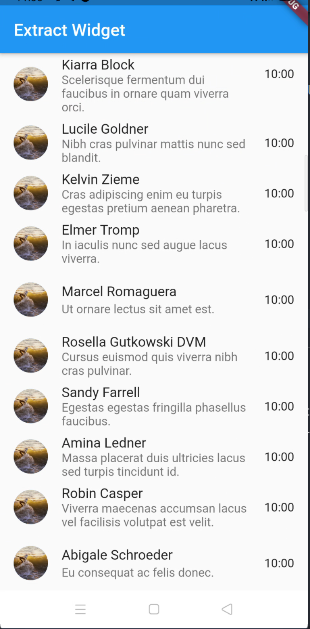 Extract Widget
Kiarra Block
10:00
Scelerisque fermentum dui
faucibus in ornare quam viverra
orci.
Lucile Goldner
10:00
Nibh cras pulvinar mattis nunc sed
blandit.
Kelvin Zieme
10:00
Cras adipiscing enim eu turpis
egestas pretium aenean pharetra.
Elmer Tromp
10:00
In iaculis nunc sed augue lacus
viverra.
Marcel Romaguera
10:00
Ut ornare lectus sit amet est.
Rosella Gutkowski DVM
10:00
Cursus euismod quis viverra nibh
cras pulvinar.
Sandy Farrell
10:00
Egestas egestas fringilia phasellus
faucibus.
Amina Ledner
10:00
Massa placerat duis ultricies lacus
sed turpis tincidunt id.
Robin Casper
10:00
Viverra maecenas accumsan lacus
vel facilisis volutpat est velit.
Abigale Schroeder
10:00
Eu consequat ac felis donec.